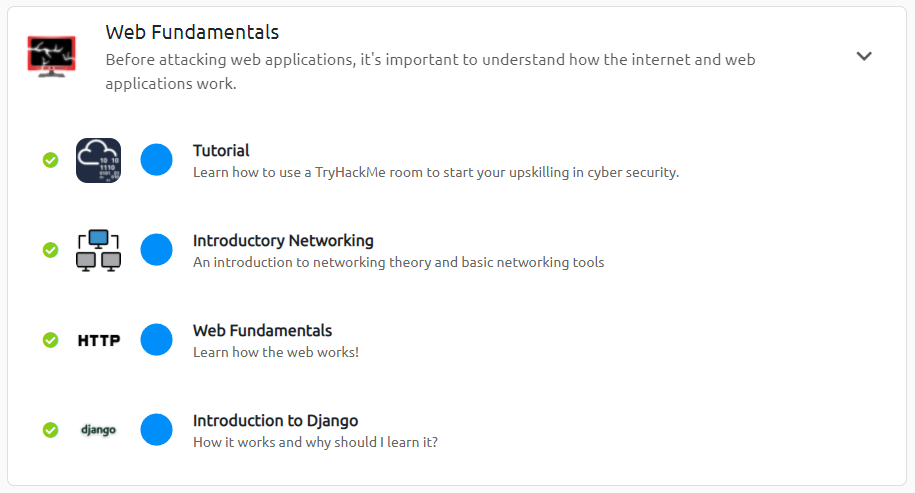 Web Fundamentals
Before attacking web applications, it's important to understand how the internet and web
applications work.
Tutorial
Learn how to use a TryHackMe room to start your upskilling in cyber security.
Introductory Networking
An introduction to networking theory and basic networking tools
HTTP
Web Fundamentals
Learn how the web works!
django
Introduction to Django
How it works and why should I learn it?